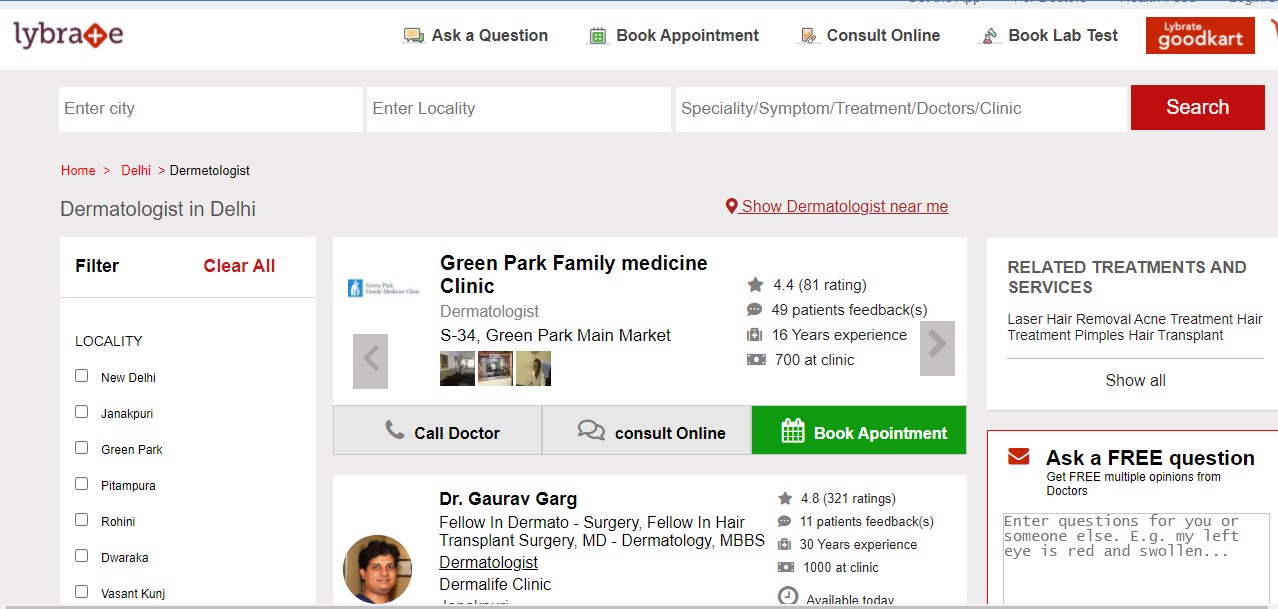 lybrate
Ask a Question
Book Appointment
Consult Online
Book Lab Test
Lybrate
goodkart
Enter city
Enter Locality
Speciality/Symptom/Treatment/Doctors/Clinic
Search
Home > Delhi > Dermetologist
Dermatologist in Delhi
Show Dermatologist near me
Filter
Clear All
LOCALITY
New Delhi
Janakpuri
Green Park
Pitampura
Rohini
Dwaraka
Vasant Kunj
Green Park
Family Medicine Clinic
Green Park Family medicine
Clinic
Dermatologist
S-34, Green Park Main Market
4.4 (81 rating)
49 patients feedback(s)
16 Years experience
700 at clinic
Call Doctor
consult Online
Book Apointment
Dr. Gaurav Garg
Fellow In Dermato - Surgery, Fellow In Hair
Transplant Surgery, MD - Dermatology, MBBS
Dermatologist
Dermalife Clinic
4.8 (321 ratings)
11 patients feedback(s)
30 Years experience
1000 at clinic
Available today
RELATED TREATMENTS AND
SERVICES
Laser Hair Removal Acne Treatment Hair
Treatment Pimples Hair Transplant
Show all
Ask a FREE question
Get FREE multiple opinions from
Doctors
Enter questions for you or
someone else. E.g. my left
eye is red and swollen...